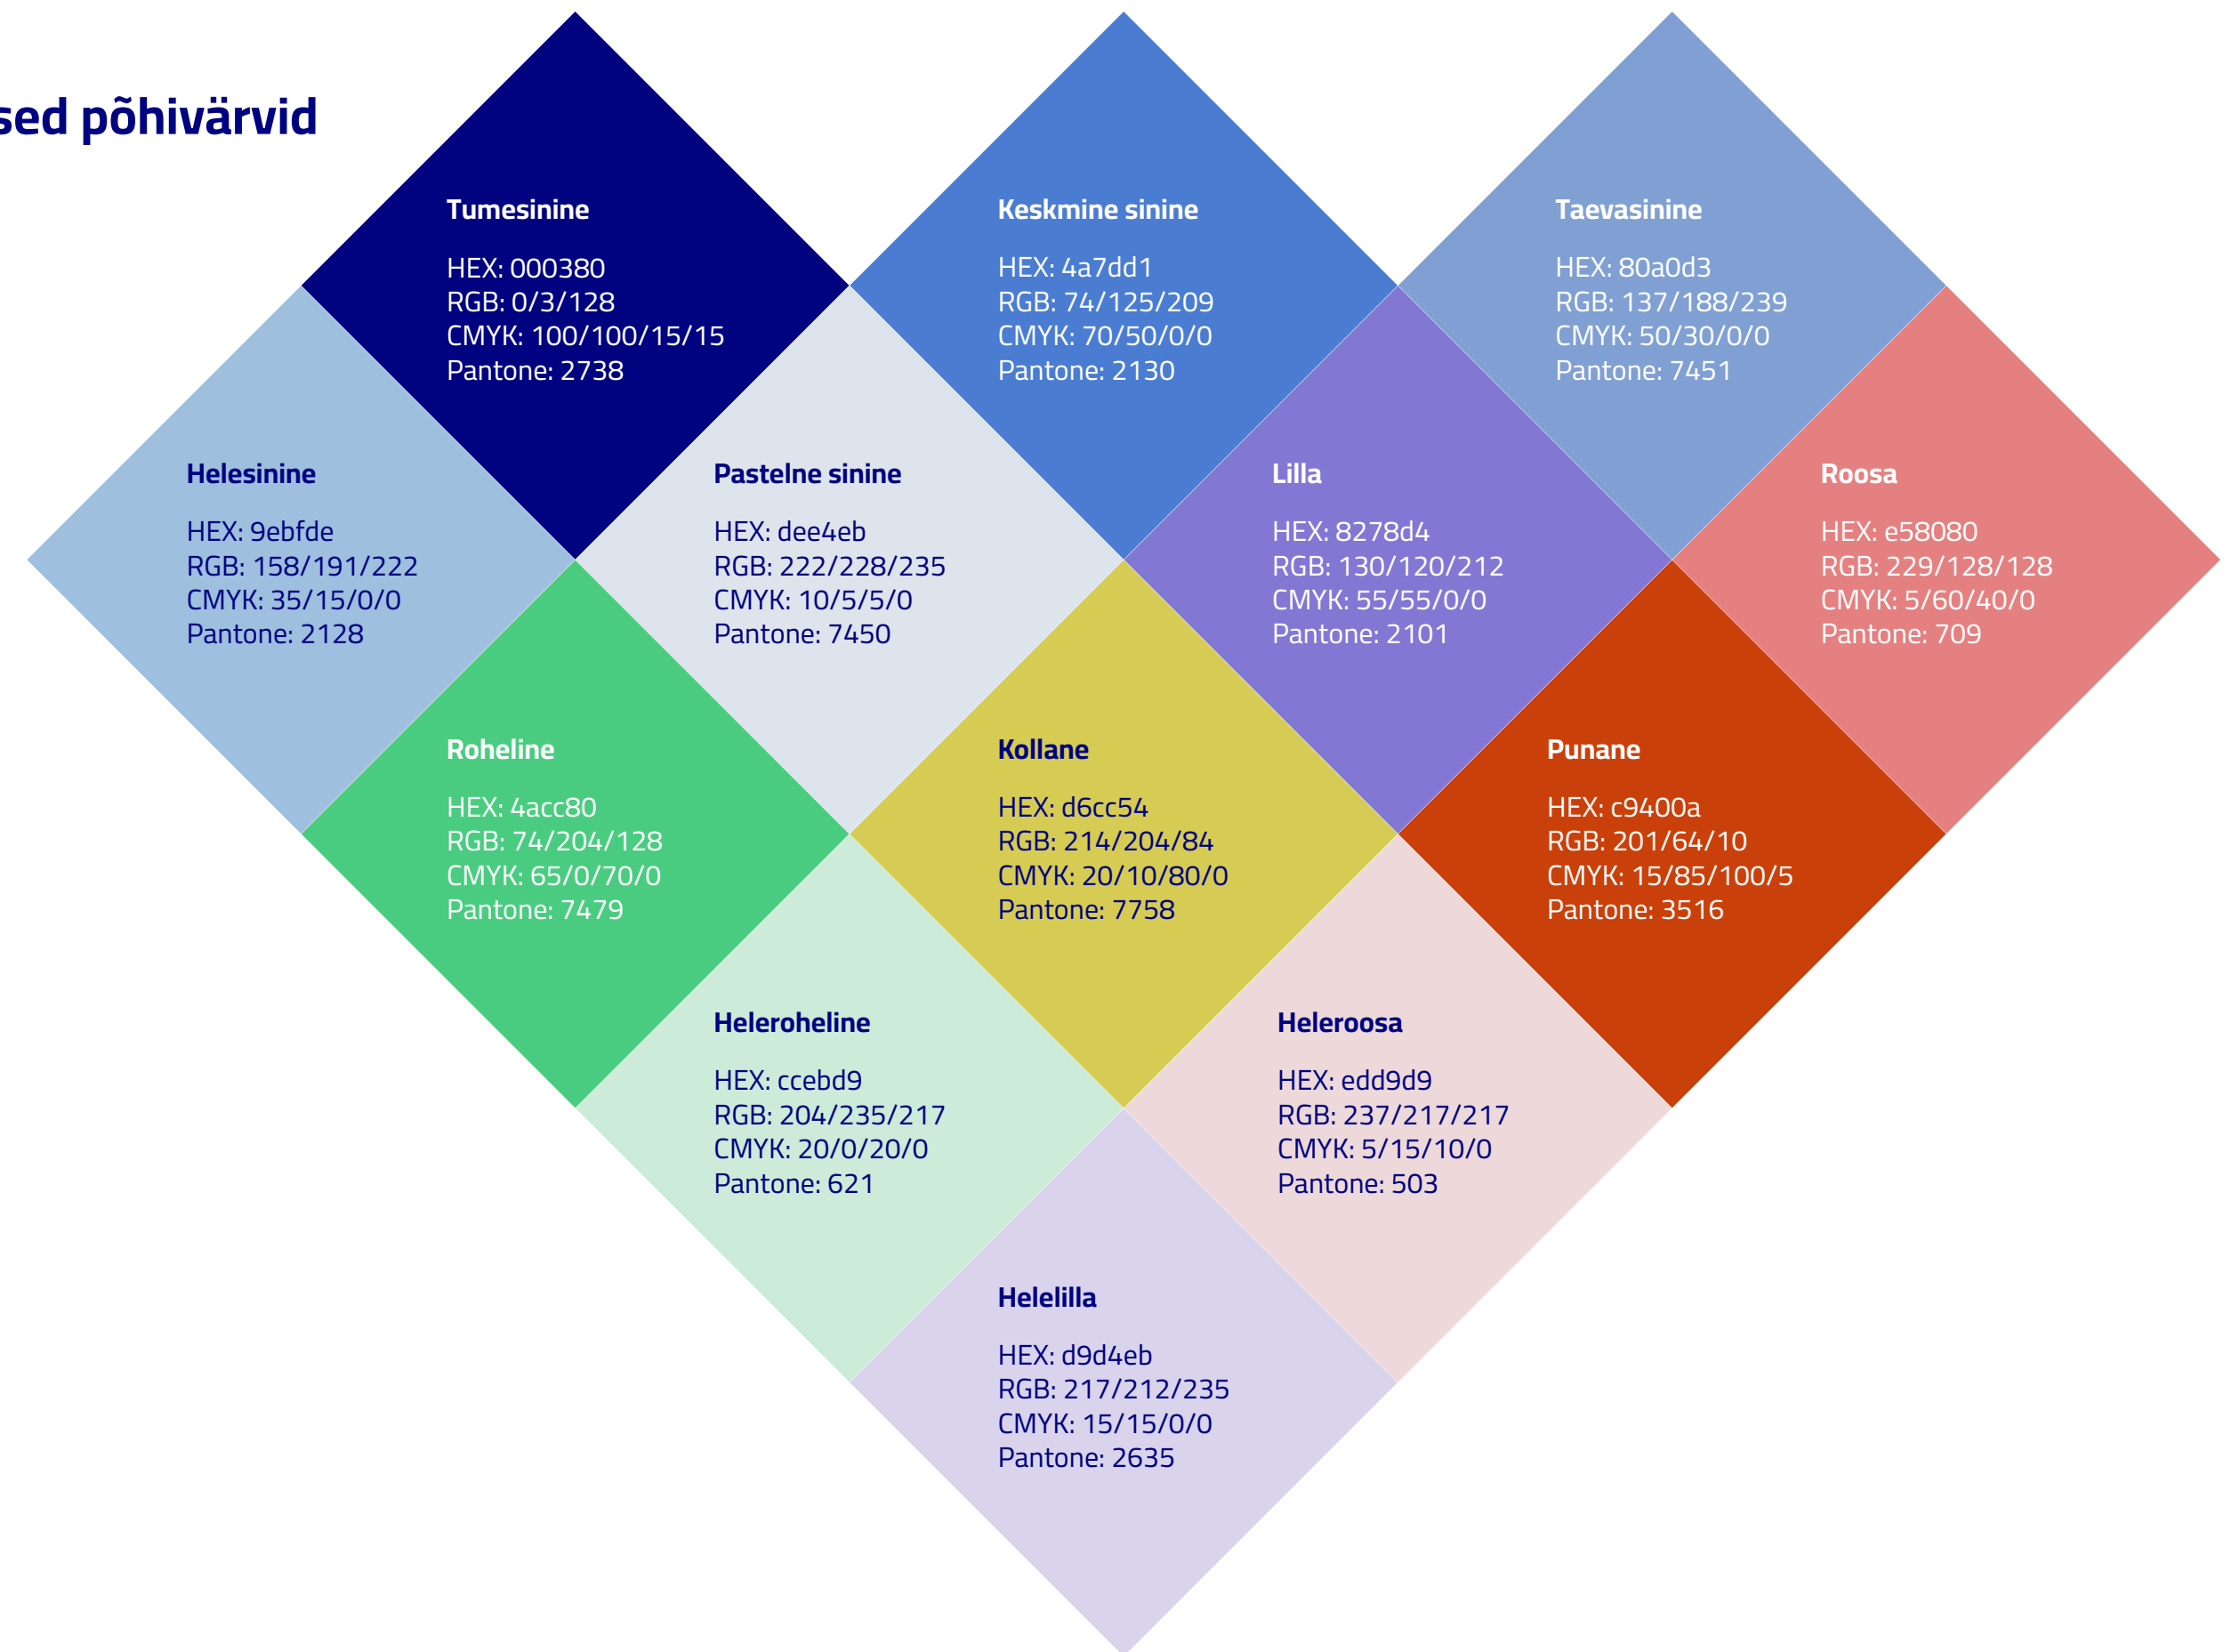 sed põhivärvid
Tumesinine
HEX: 000380
RGB: 0/3/128
CMYK: 100/100/15/15
Pantone: 2738
Keskmine sinine
HEX: 4a7dd1
RGB: 74/125/209
CMYK: 70/50/0/0
Pantone: 2130
Taevasinine
HEX: 80a0d3
RGB: 137/188/239
CMYK: 50/30/0/0
Pantone: 7451
Helesinine
HEX: 9ebfde
RGB: 158/191/222
CMYK: 35/15/0/0
Pantone: 2128
Pastelne sinine
HEX: dee4eb
RGB: 222/228/235
CMYK: 10/5/5/0
Pantone: 7450
Lilla
HEX: 8278d4
RGB: 130/120/212
CMYK: 55/55/0/0
Pantone: 2101
Roosa
HEX: e58080
RGB: 229/128/128
CMYK: 5/60/40/0
Pantone: 709
Roheline
HEX: 4acc80
RGB: 74/204/128
CMYK: 65/0/70/0
Pantone: 7479
Kollane
HEX: d6cc54
RGB: 214/204/84
CMYK: 20/10/80/0
Pantone: 7758
Punane
HEX: c9400a
RGB: 201/64/10
CMYK: 15/85/100/5
Pantone: 3516
Heleroheline
HEX: ccebd9
RGB: 204/235/217
CMYK: 20/0/20/0
Pantone: 621
Heleroosa
HEX: edd9d9
RGB: 237/217/217
CMYK: 5/15/10/0
Pantone: 503
Helelilla
HEX: d9d4eb
RGB: 217/212/235
CMYK: 15/15/0/0
Pantone: 2635